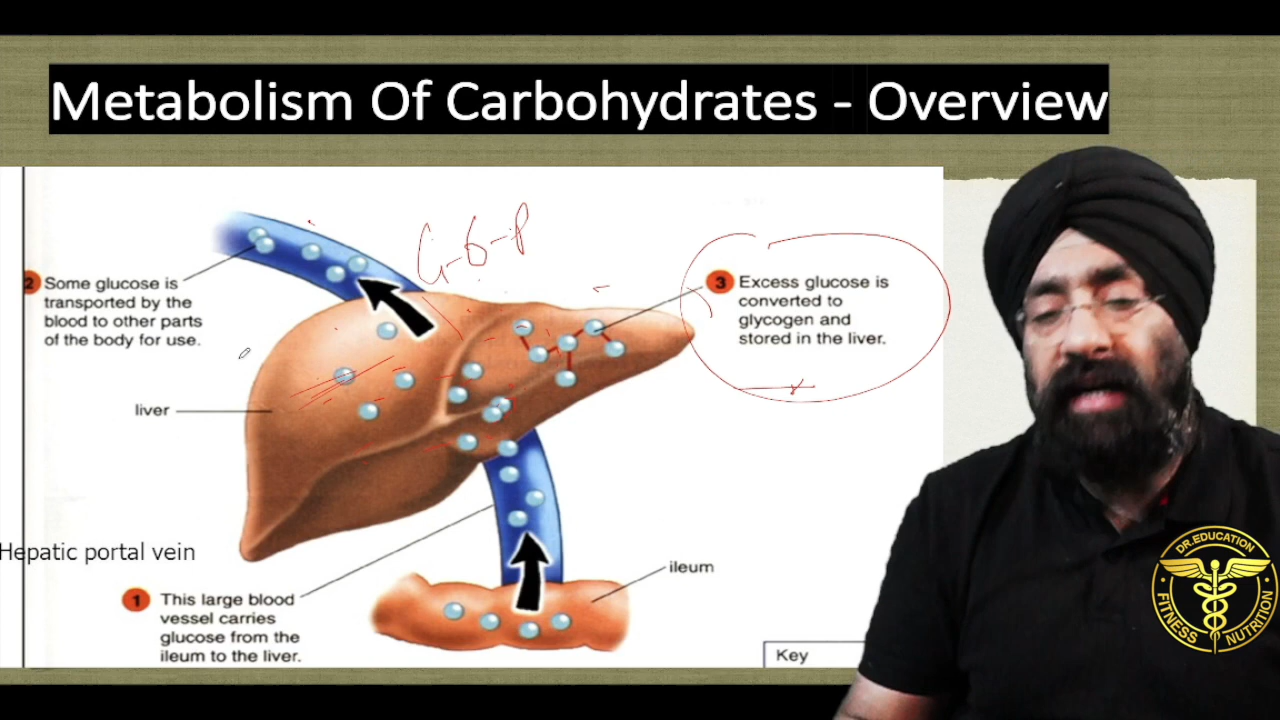 Metabolism Of Carbohydrates - Overview
G-6-P
2 Some glucose is
transported by the
blood to other parts
of the body for use.
3 Excess glucose is
converted to
glycogen and
stored in the liver.
liver
Hepatic portal vein
ileum
1 This large blood
vessel carries
glucose from the
ileum to the liver.
Key
DR.EDUCATION
FITNESS
NUTRITION